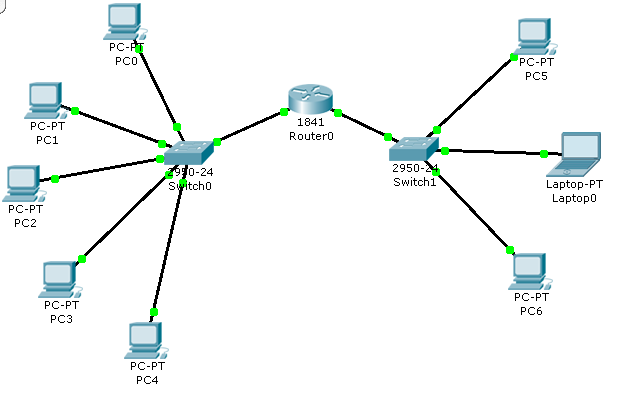 PC-PT
PC0
PC-PT
PC1
PC-PT
PC2
PC-PT
PC3
PC-PT
PC4
2950-24
Switch0
1841
Router0
2950-24
Switch1
PC-PT
PC5
Laptop-PT
Laptop0
PC-PT
PC6